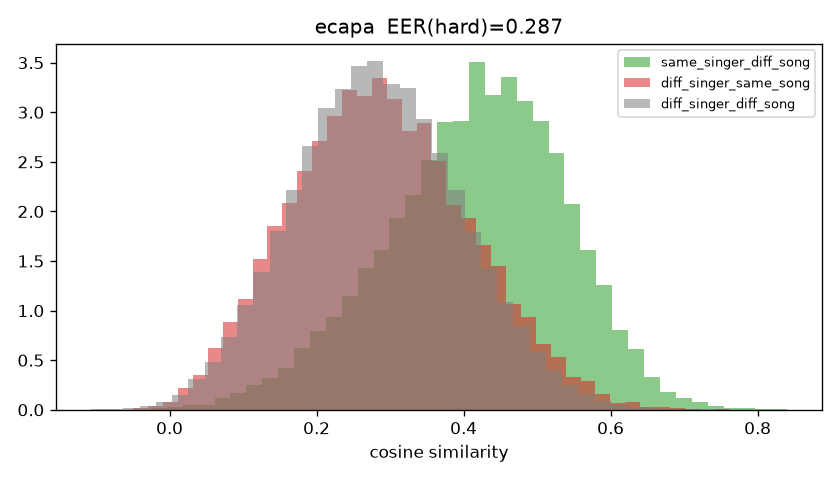 ecapa  EER(hard)=0.287
same_singer_diff_song
diff_singer_same_song
diff_singer_diff_song
3.5
3.0
2.5
2.0
1.5
1.0
0.5
0.0
0.0 0.2 0.4 0.6 0.8
cosine similarity